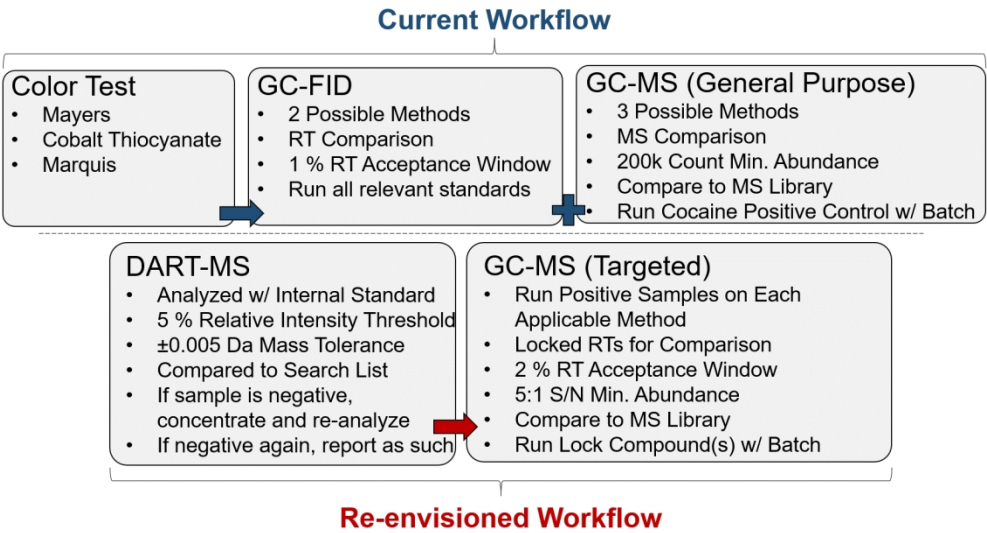 Current Workflow
Color Test
• Mayers
• Cobalt Thiocyanate
• Marquis
GC-FID
• 2 Possible Methods
• RT Comparison
• 1 % RT Acceptance Window
• Run all relevant standards
GC-MS (General Purpose)
• 3 Possible Methods
• MS Comparison
• 200k Count Min. Abundance
• Compare to MS Library
• Run Cocaine Positive Control w/ Batch
DART-MS
• Analyzed w/ Internal Standard
• 5 % Relative Intensity Threshold
• ±0.005 Da Mass Tolerance
• Compared to Search List
• If sample is negative,
concentrate and re-analyze
• If negative again, report as such
GC-MS (Targeted)
• Run Positive Samples on Each
Applicable Method
• Locked RTs for Comparison
• 2 % RT Acceptance Window
• 5:1 S/N Min. Abundance
• Compare to MS Library
• Run Lock Compound(s) w/ Batch
Re-envisioned Workflow